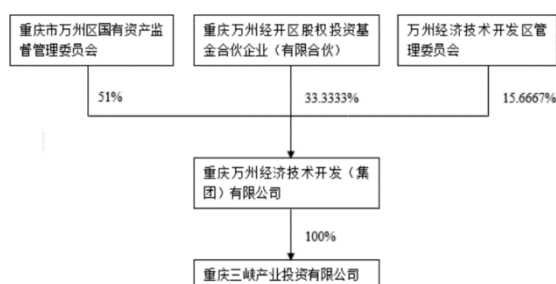 重庆市万州区国有资产监
督管理委员会
重庆万州经开区股权投资基
金合伙企业（有限合伙）
万州经济技术开发区管
理委员会
51%
33.3333%
15.6667%
重庆万州经济技术开发（集
团）有限公司
100%
重庆三峡产业投资有限公司